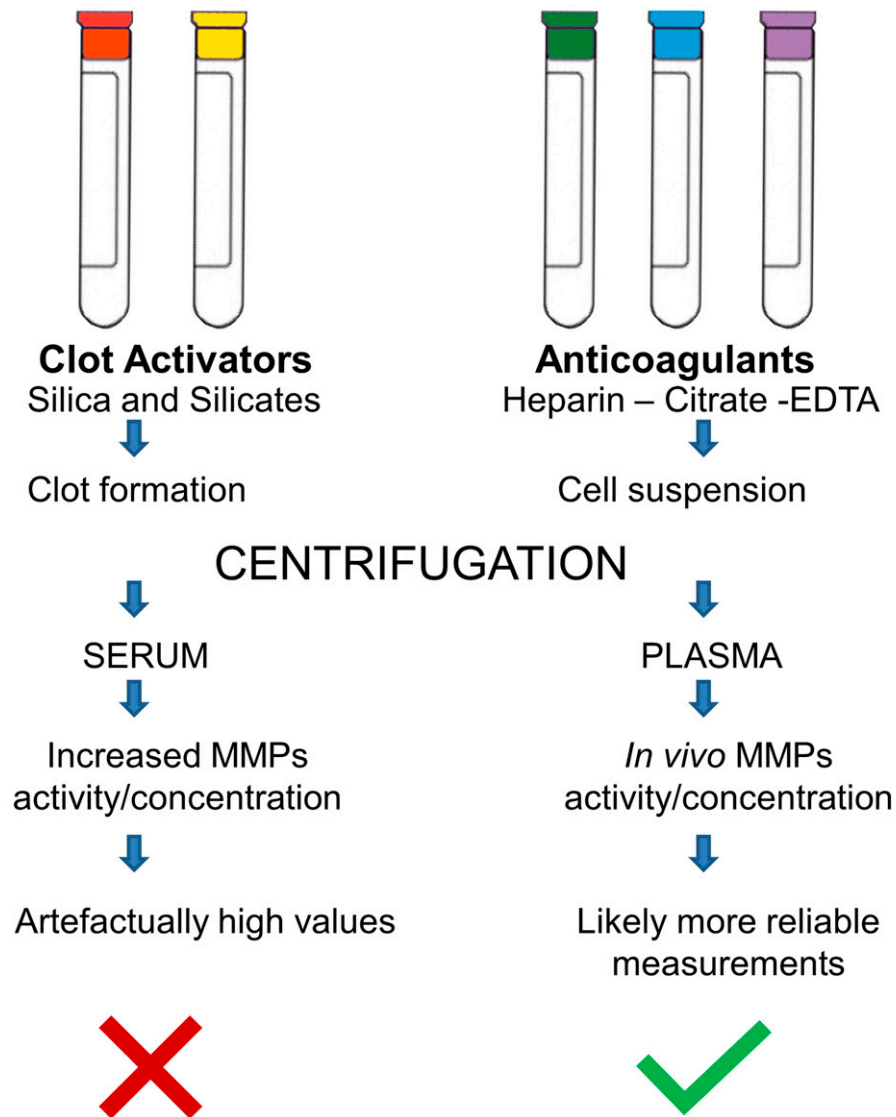 Clot Activators
Silica and Silicates
Anticoagulants
Heparin – Citrate -EDTA
Clot formation
Cell suspension
CENTRIFUGATION
SERUM
PLASMA
Increased MMPs
activity/concentration
In vivo MMPs
activity/concentration
Artefactually high values
Likely more reliable
measurements